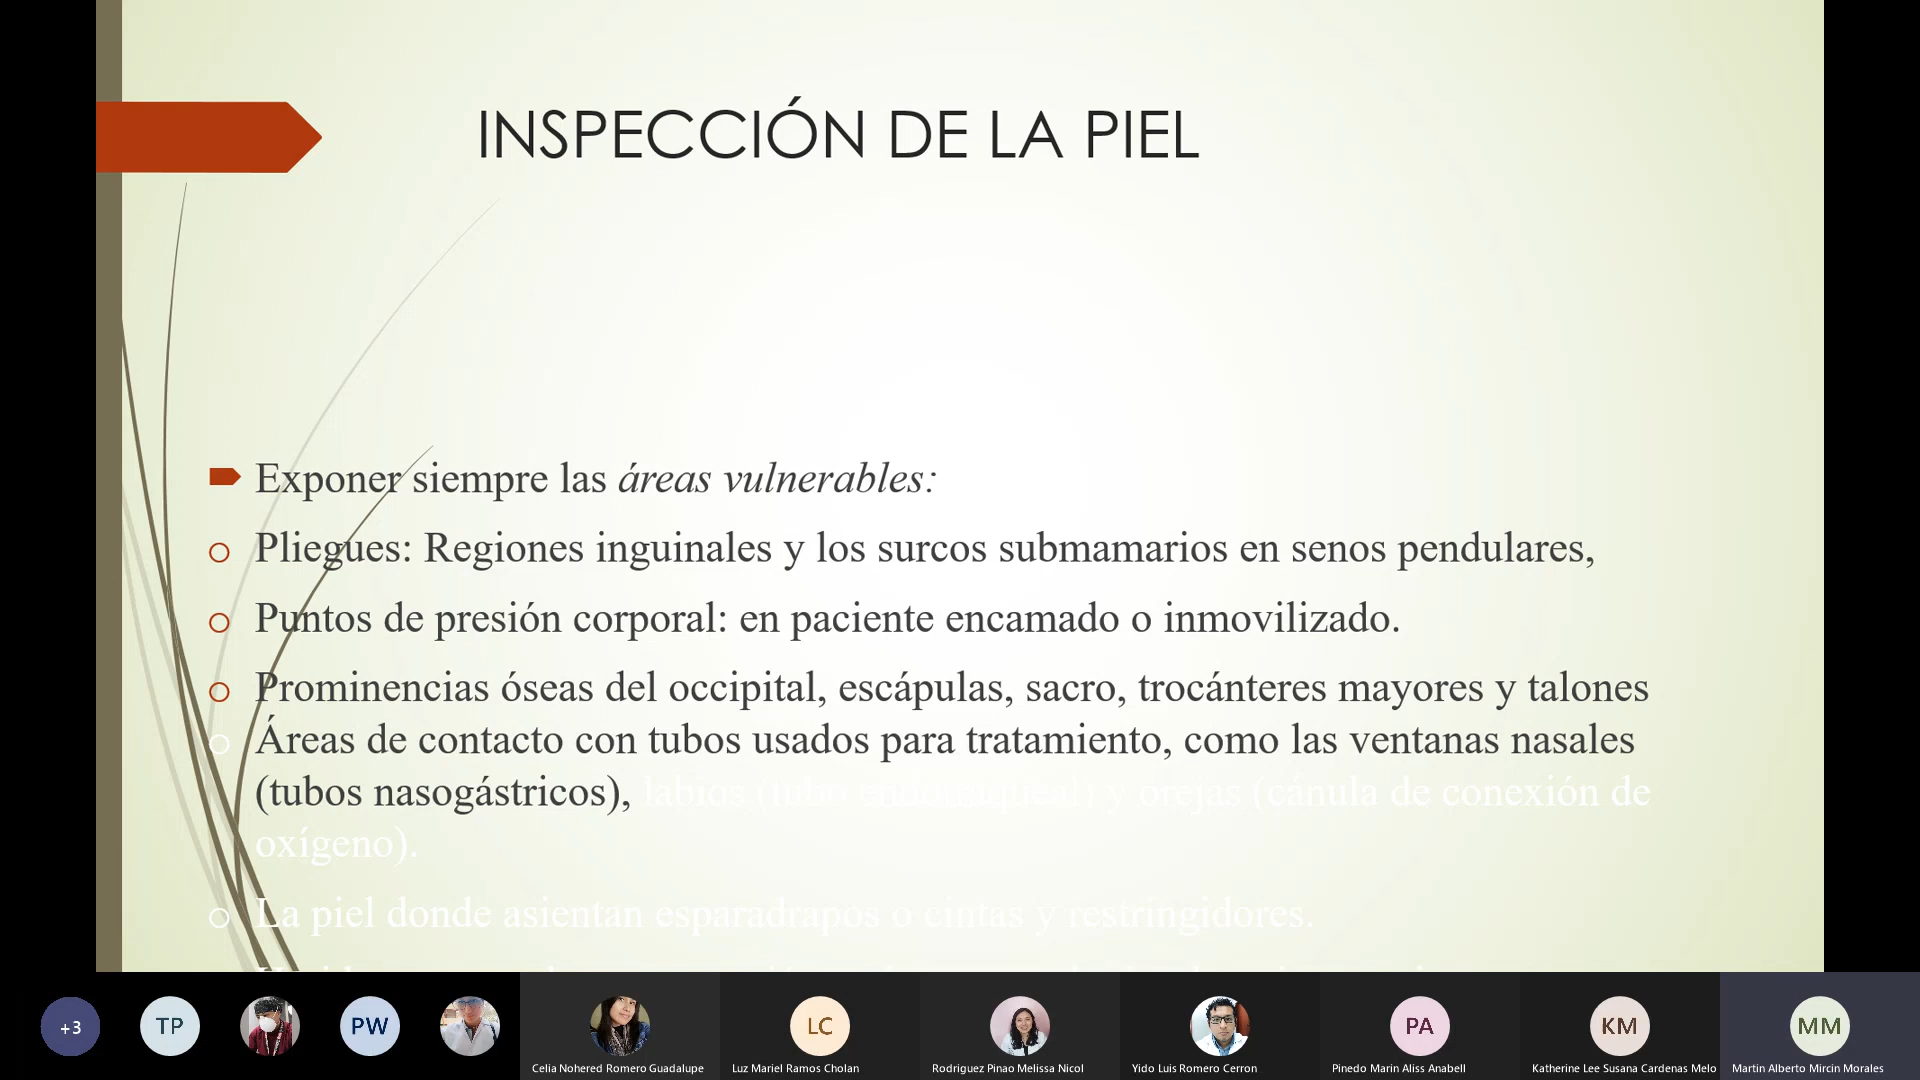 INSPECCIÓN DE LA PIEL
Exponer siempre las áreas vulnerables:
Pliegues: Regiones inguinales y los surcos submamarios en senos pendulares,
Puntos de presión corporal: en paciente encamado o inmovilizado.
Prominencias óseas del occipital, escápulas, sacro, trocánteres mayores y talones
Áreas de contacto con tubos usados para tratamiento, como las ventanas nasales
(tubos nasogástricos), labios (tubo endotraqueal) y orejas (cánula de conexión de
oxígeno).
La piel donde asientan esparadrapos o cintas y restringidores.
+3
TP
PW
LC
PA
KM
MM
Celia Nohered Romero Guadalupe
Luz Mariel Ramos Cholan
Rodriguez Pinao Melissa Nicol
Yido Luis Romero Cerron
Pinedo Marin Aliss Anabell
Katherine Lee Susana Cardenas Melo
Martin Alberto Mircin Morales